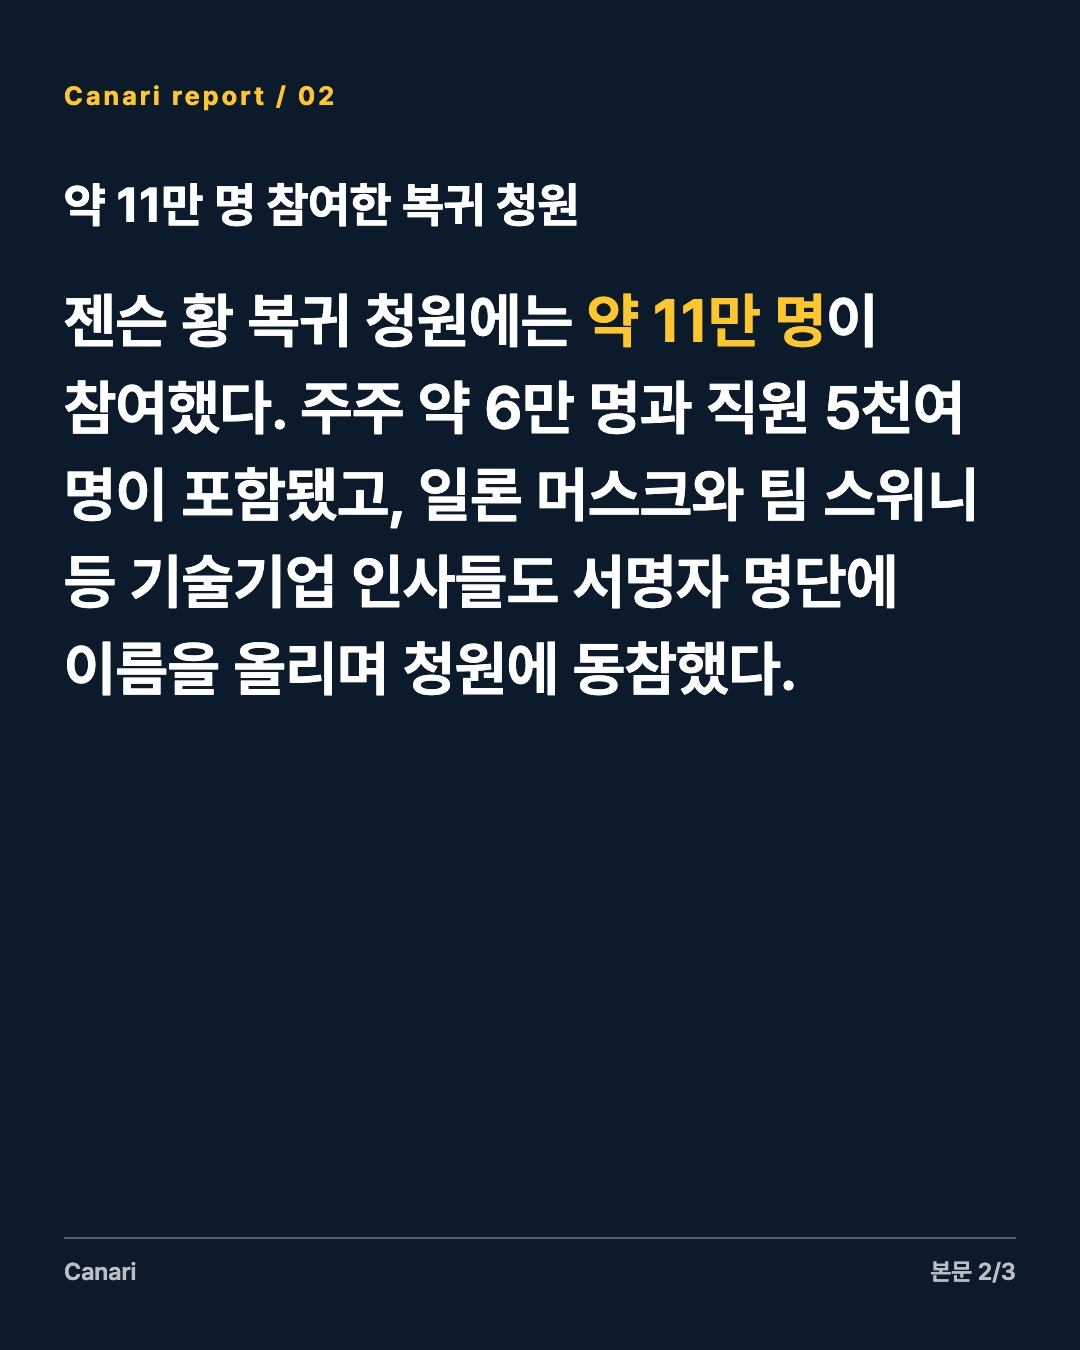 Canari report / 02
약 11만 명 참여한 복귀 청원
젠슨 황 복귀 청원에는 약 11만 명이
참여했다. 주주 약 6만 명과 직원 5천여
명이 포함됐고, 일론 머스크와 팀 스위니
등 기술기업 인사들도 서명자 명단에
이름을 올리며 청원에 동참했다.
Canari
본문 2/3